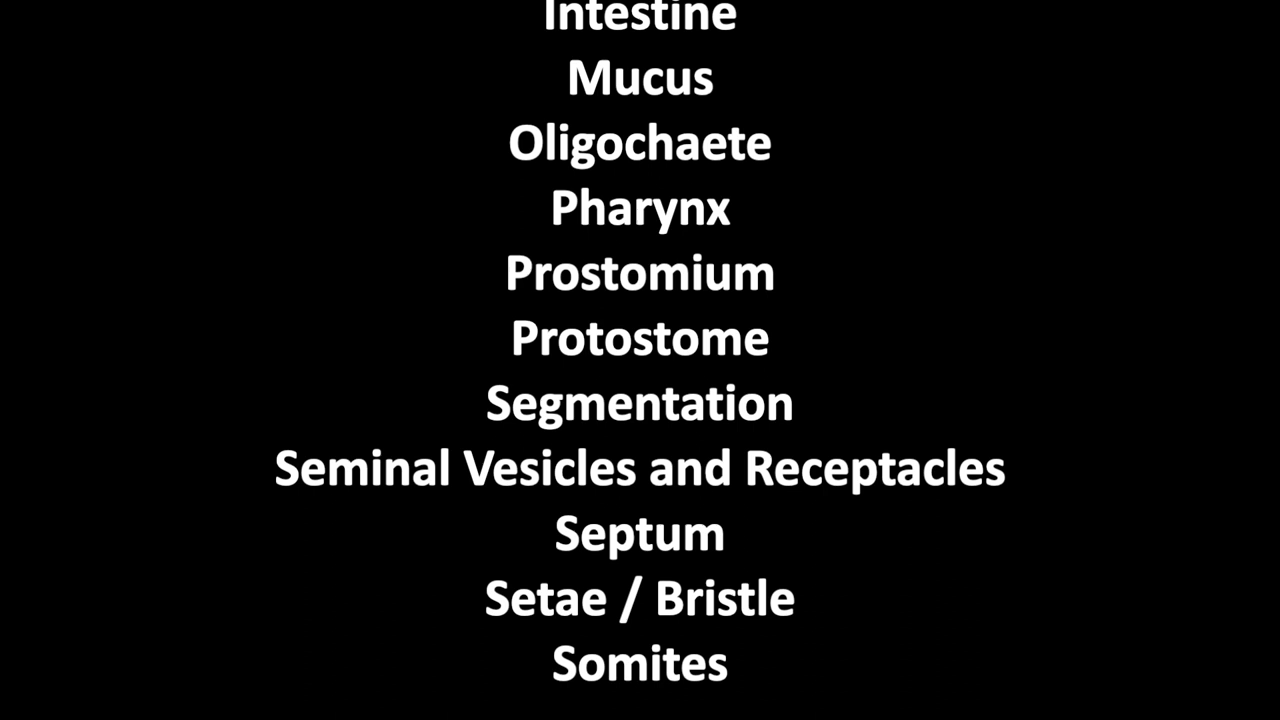 Intestine
Mucus
Oligochaete
Pharynx
Prostomium
Protostome
Segmentation
Seminal Vesicles and Receptacles
Septum
Setae / Bristle
Somites